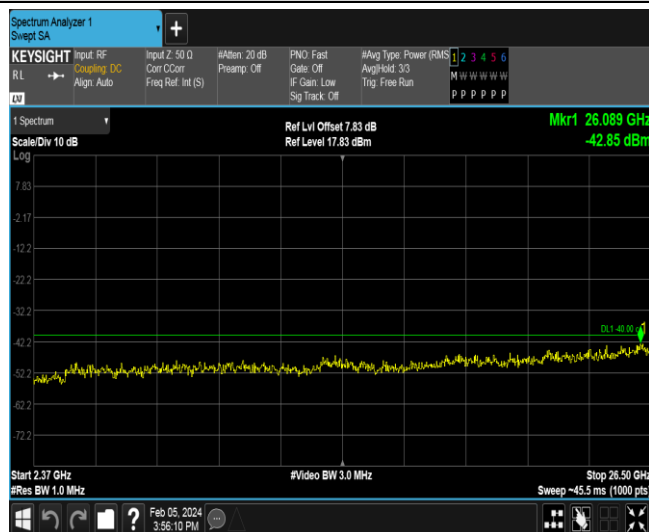 Spectrum Analyzer 1
Swept SA
+
KEYSIGHT Input: RF Input Z: 50 Ω #Atten: 20 dB PNO: Fast #Avg Type: Power (RMS 1 2 3 4 5 6
RL Coupling: DC Corr CCorr Preamp: Off Gate: Off Avg|Hold: 3/3 M W W W W W
Align: Auto Freq Ref: Int (S) IF Gain: Low Trig: Free Run
LXI Sig Track: Off P P P P P P
1 Spectrum Ref Lvl Offset 7.83 dB Mkr1 26.089 GHz
Scale/Div 10 dB Ref Level 17.83 dBm -42.85 dBm
Log
7.83
-2.17
-12.2
-22.2
-32.2
DL1 -40.00
1
-42.2
-52.2
-62.2
-72.2
Start 2.37 GHz #Video BW 3.0 MHz Stop 26.50 GHz
#Res BW 1.0 MHz Sweep ~45.5 ms (1000 pts)
? Feb 05, 2024
3:56:10 PM